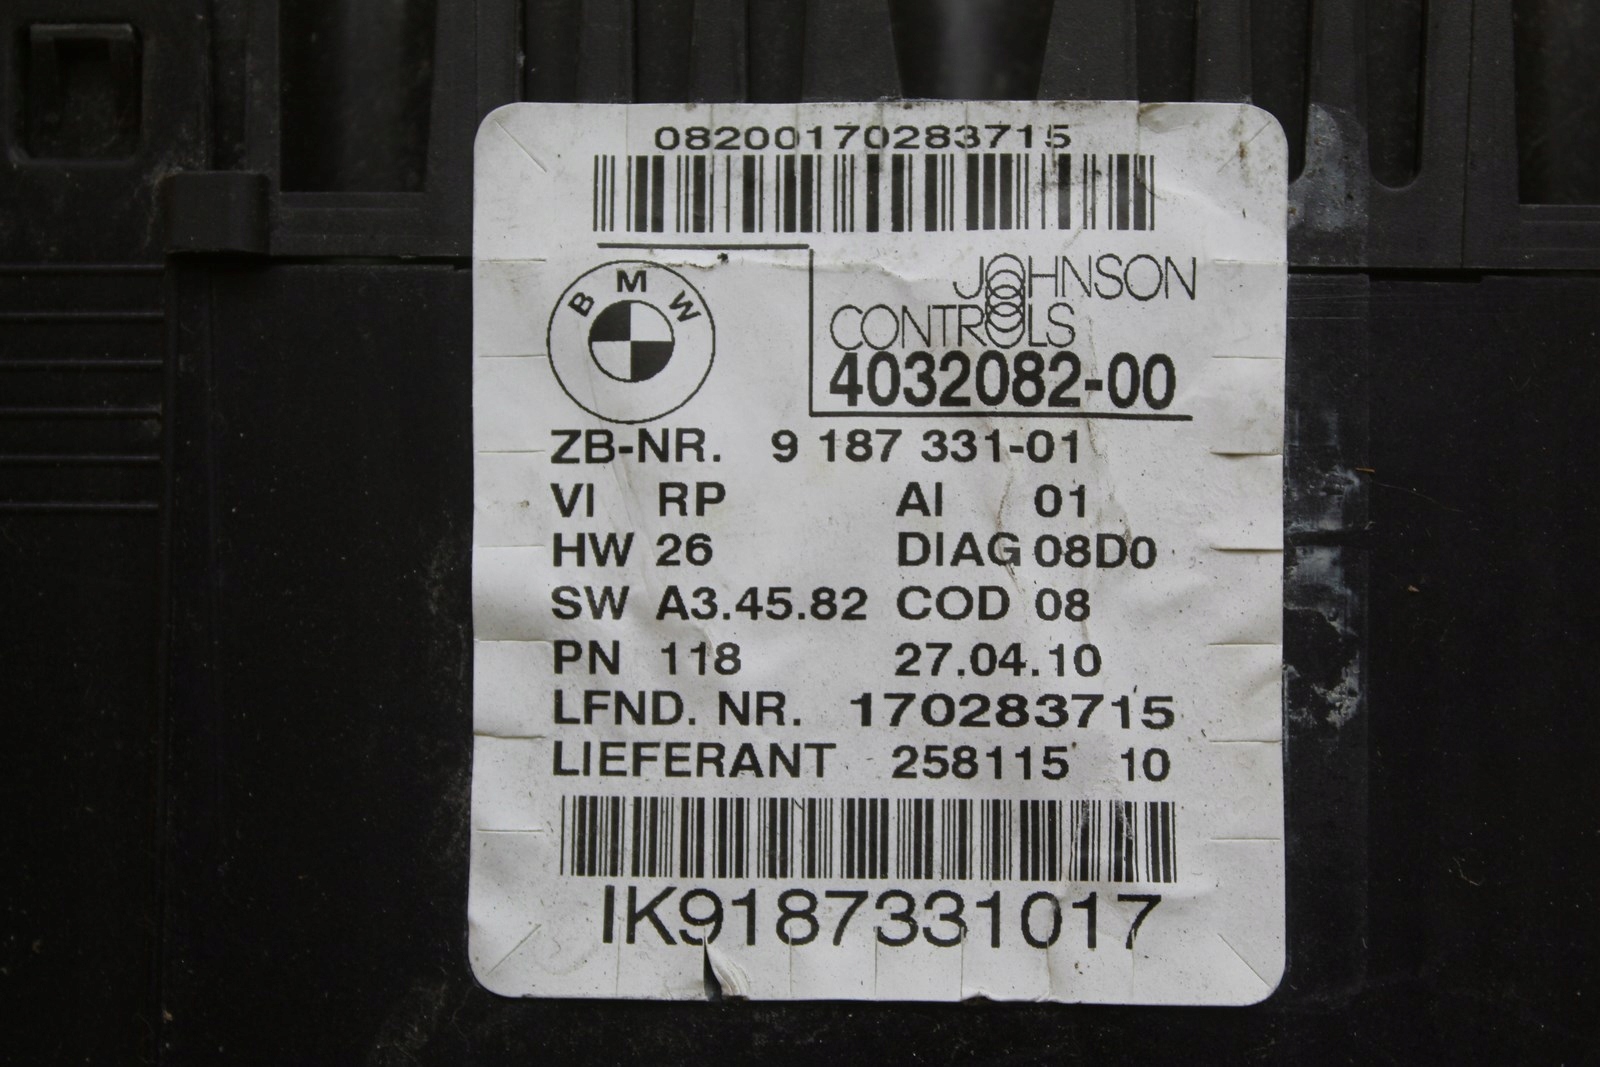 08200170283715
BMW
JOHNSON
CONTROLS
4032082-00
ZB-NR. 9 187 331-01
VI RP AI 01
HW 26 DIAG 08D0
SW A3.45.82 COD 08
PN 118 27.04.10
LFND. NR. 170283715
LIEFERANT 258115 10
IK9187331017